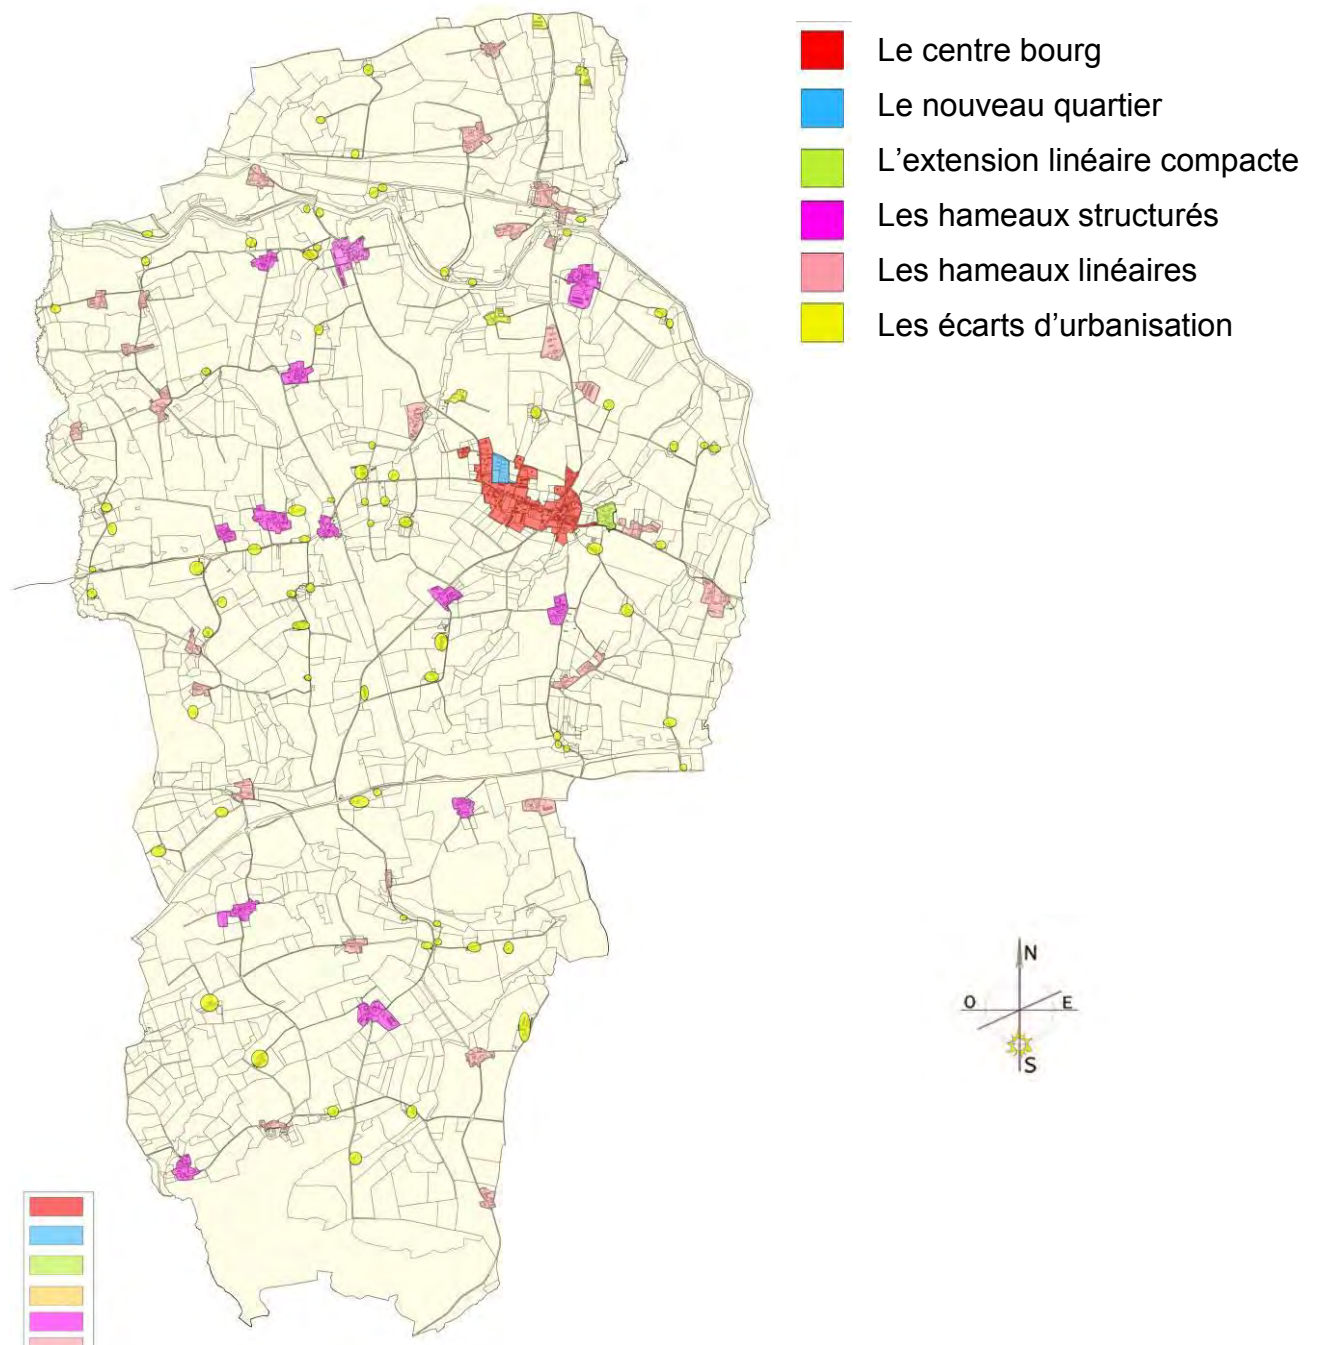 Le centre bourg
Le nouveau quartier
L'extension linéaire compacte
Les hameaux structurés
Les hameaux linéaires
Les écarts d'urbanisation
N
O E
S